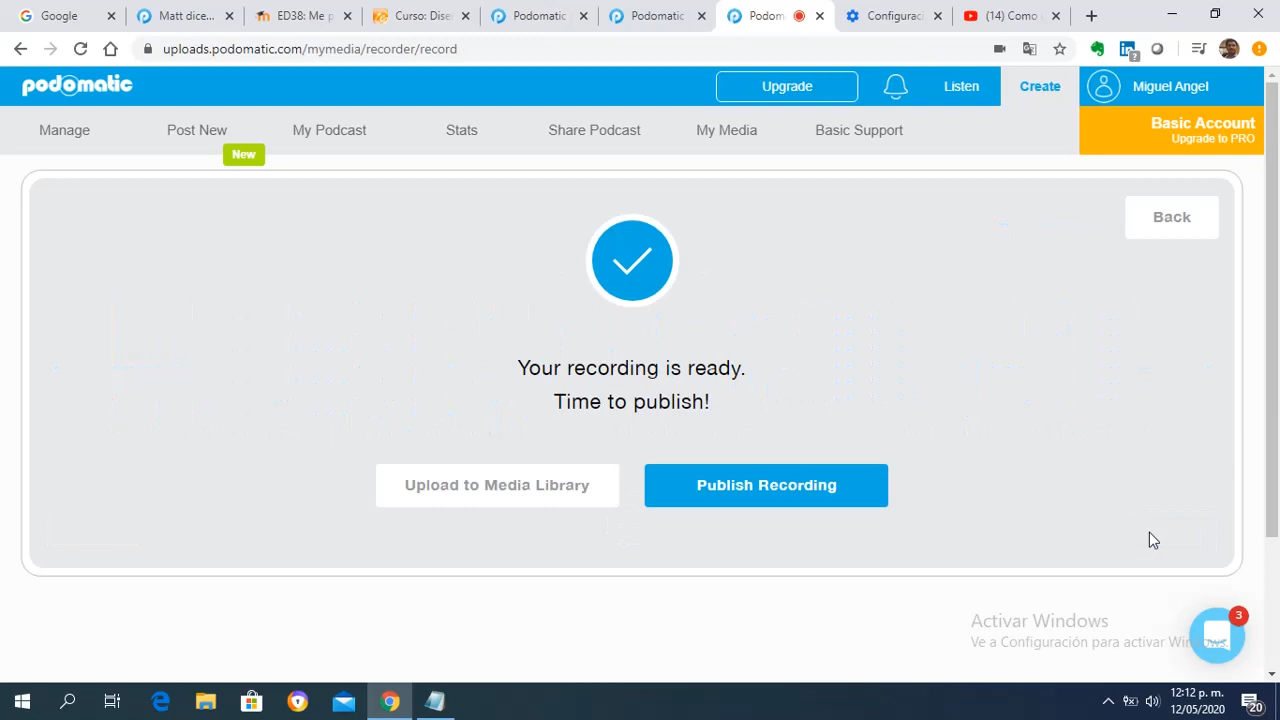 Google
Matt dice
ED38: Me p
Curso: Dise
Podomatic
Podomatic
Podom
Configuraci
(14) Como
uploads.podomatic.com/mymedia/recorder/record
podomatic
Upgrade
Listen
Create
Miguel Angel
Manage
Post New
New
My Podcast
Stats
Share Podcast
My Media
Basic Support
Basic Account
Upgrade to PRO
Back
Your recording is ready.
Time to publish!
Upload to Media Library
Publish Recording
Activar Windows
Ve a Configuración para activar Windows.
3
12:12 p. m.
12/05/2020
20